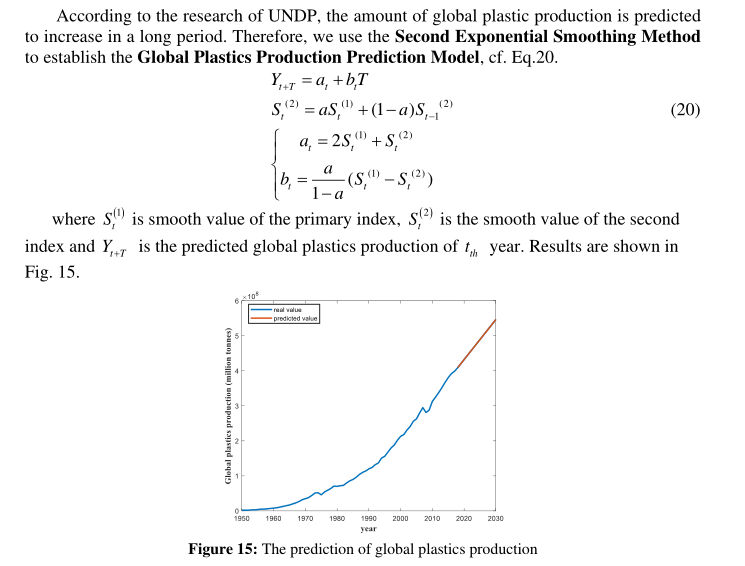 According to the research of UNDP, the amount of global plastic production is predicted
to increase in a long period. Therefore, we use the Second Exponential Smoothing Method
to establish the Global Plastics Production Prediction Model, cf. Eq.20.
Y_{t+T} = a_t + b_t T
S_t^{(2)} = aS_t^{(1)} + (1−a)S_{t−1}^{(2)} (20)
{ a_t = 2S_t^{(1)} + S_t^{(2)}
b_t = \frac{a}{1−a} (S_t^{(1)} − S_t^{(2)})
where S_t^{(1)} is smooth value of the primary index, S_t^{(2)} is the smooth value of the second
index and Y_{t+T} is the predicted global plastics production of t_{th} year. Results are shown in
Fig. 15.
×10^8
real value
predicted value
Global plastics production (million tonnes)
6
5
4
3
2
1
0
1950 1960 1970 1980 1990 2000 2010 2020 2030
year
Figure 15: The prediction of global plastics production